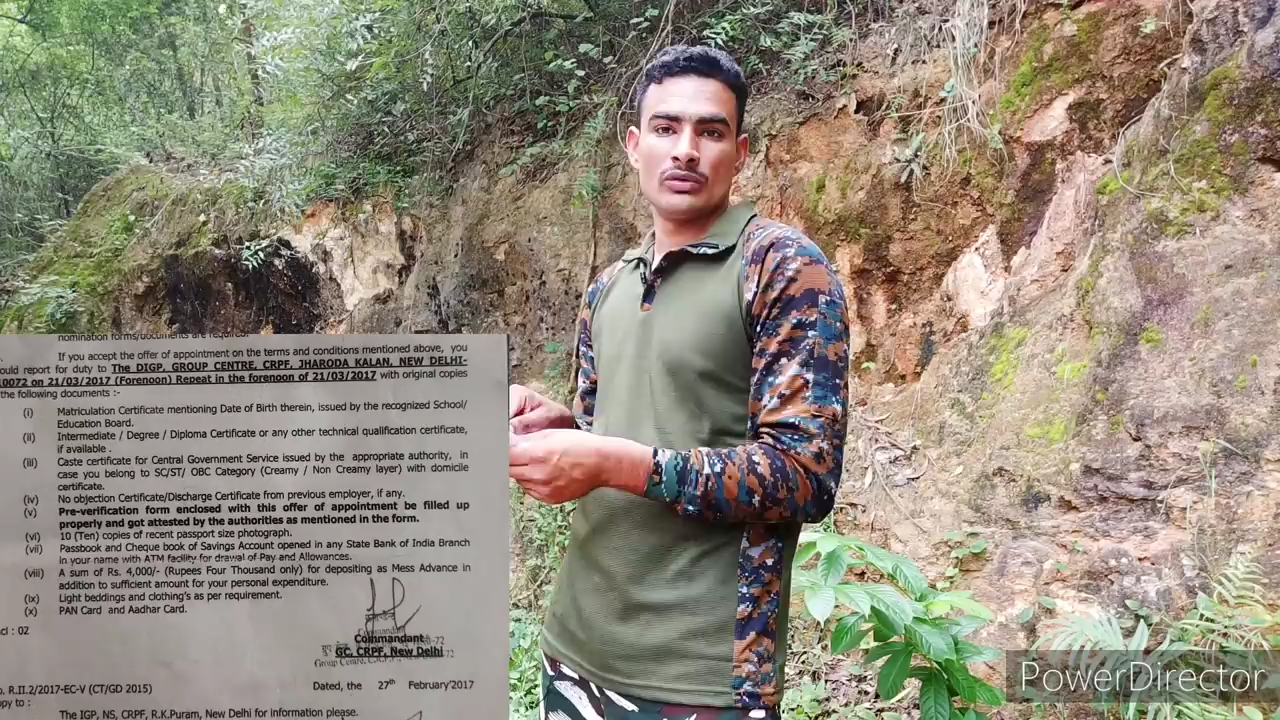 nomination forms/documents are required.
If you accept the offer of appointment on the terms and conditions mentioned above, you
ould report for duty to The DIGP, GROUP CENTRE, CRPF, JHARODA KALAN, NEW DELHI-
10072 on 21/03/2017 (Forenoon) Repeat in the forenoon of 21/03/2017 with original copies
the following documents :-
(i) Matriculation Certificate mentioning Date of Birth therein, issued by the recognized School/
Education Board.
(ii) Intermediate / Degree / Diploma Certificate or any other technical qualification certificate,
if available .
(iii) Caste certificate for Central Government Service issued by the appropriate authority, in
case you belong to SC/ST/ OBC Category (Creamy / Non Creamy layer) with domicile
certificate.
(iv) No objection Certificate/Discharge Certificate from previous employer, if any.
(v) Pre-verification form enclosed with this offer of appointment be filled up
properly and got attested by the authorities as mentioned in the form.
(vi) 10 (Ten) copies of recent passport size photograph.
(vii) Passbook and Cheque book of Savings Account opened in any State Bank of India Branch
in your name with ATM facility for drawal of Pay and Allowances.
(viii) A sum of Rs. 4,000/- (Rupees Four Thousand only) for depositing as Mess Advance in
addition to sufficient amount for your personal expenditure.
(ix) Light beddings and clothing's as per requirement.
(x) PAN Card and Aadhar Card.
cl : 02
Commandant
GC, CRPF, New Delhi
Group Centre,
o. R.II.2/2017-EC-V (CT/GD 2015) Dated, the 27th February'2017
py to :
The IGP, NS, CRPF, R.K.Puram, New Delhi for information please.
PowerDirector